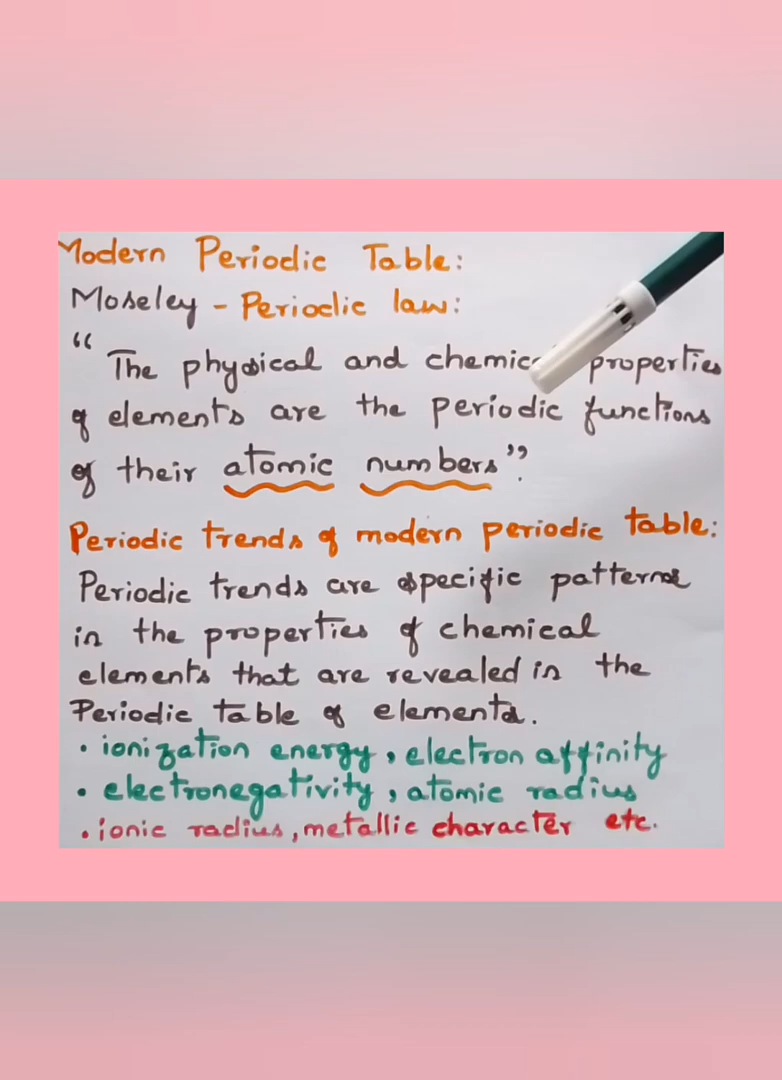 Modern Periodic Table:
Moseley - Periodic law:
"The physical and chemic properties
of elements are the periodic functions
of their atomic numbers".
Periodic trends of modern periodic table:
Periodic trends are specific patterns
in the properties of chemical
elements that are revealed in the
Periodic table of elements.
• ionization energy, electron affinity
• electronegativity, atomic radius
• ionic radius, metallic character etc.